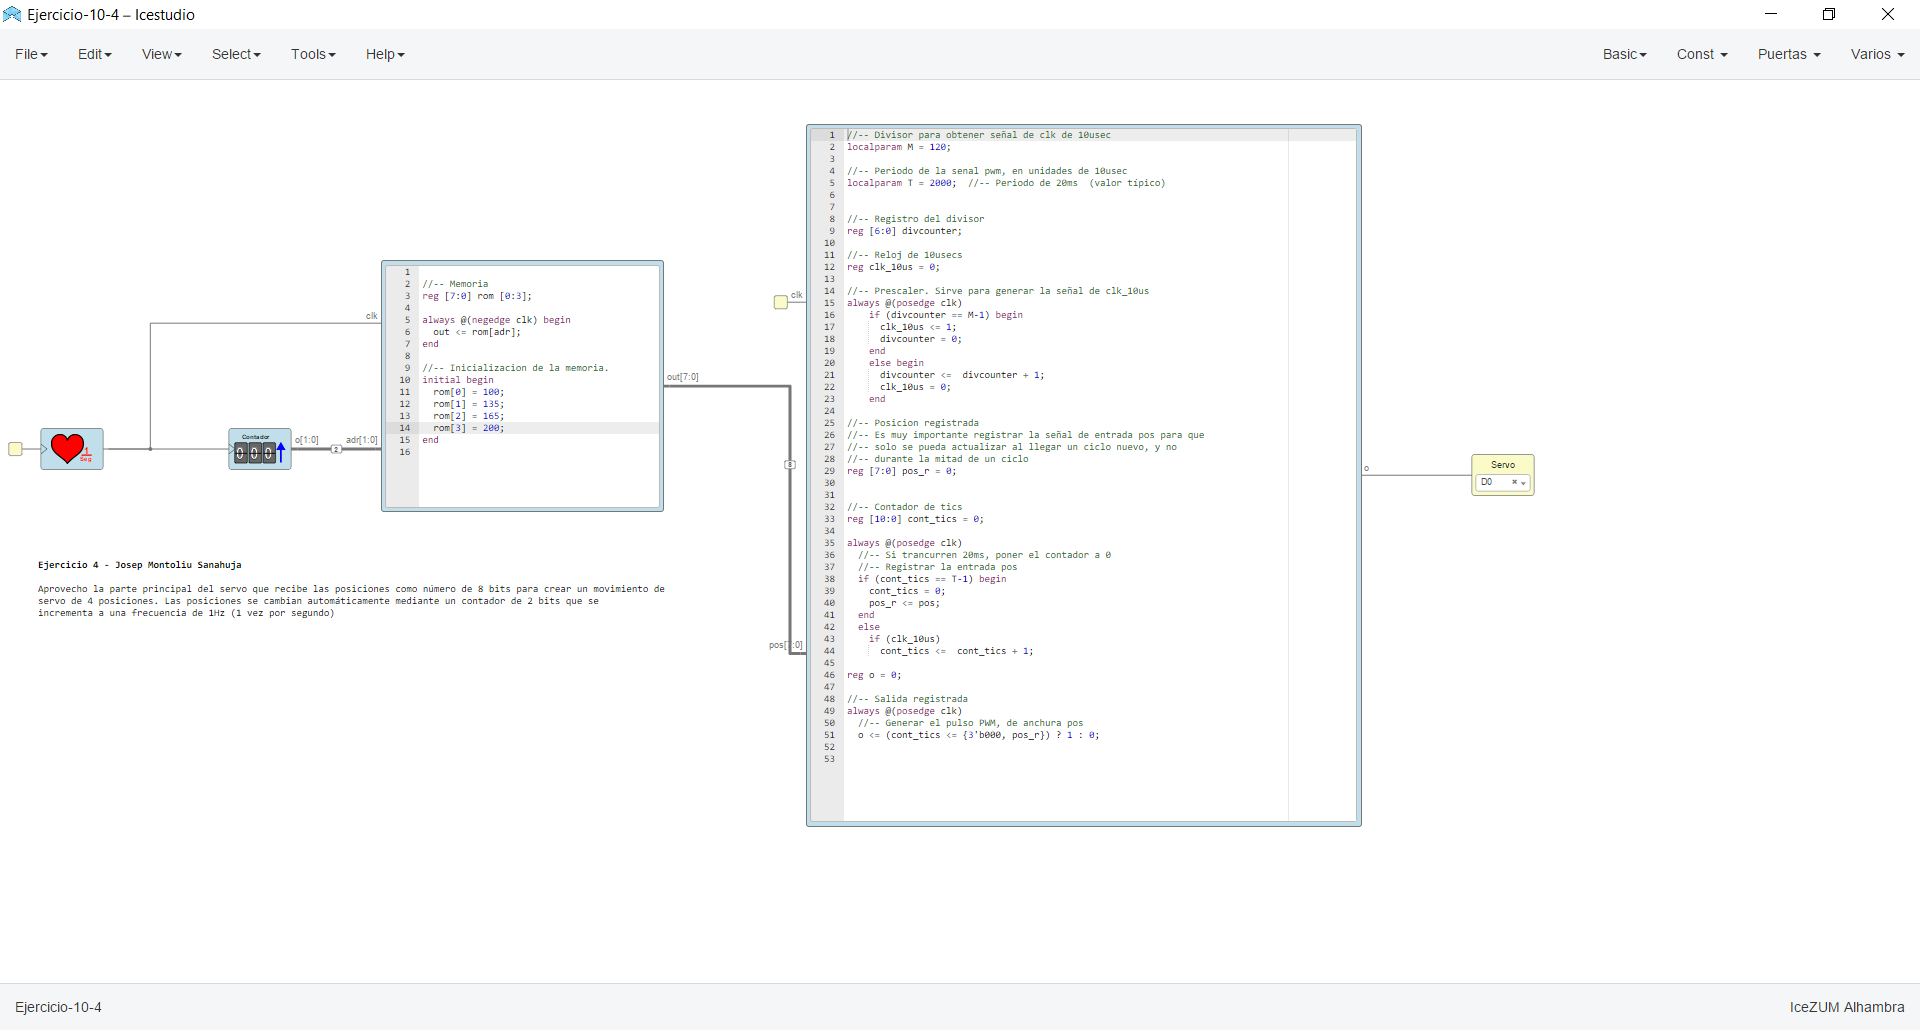 Ejercicio-10-4 – Icestudio
File Edit View Select Tools Help Basic Const Puertas Varios
clk
Contador
000
1
Seg
o[1:0]
2
adr[1:0]
1
2 //-- Memoria
3 reg [7:0] rom [0:3];
4
5 always @(negedge clk) begin
6 out <= rom[adr];
7 end
8
9 //-- Inicializacion de la memoria.
10 initial begin
11 rom[0] = 100;
12 rom[1] = 135;
13 rom[2] = 165;
14 rom[3] = 200;
15 end
16
out[7:0]
8
clk
pos[7:0]
Ejercicio 4 - Josep Montoliu Sanahuja
Aprovecho la parte principal del servo que recibe las posiciones como número de 8 bits para crear un movimiento de
servo de 4 posiciones. Las posiciones se cambian automáticamente mediante un contador de 2 bits que se
incrementa a una frecuencia de 1Hz (1 vez por segundo)
1 //-- Divisor para obtener señal de clk de 10usec
2 localparam M = 120;
3
4 //-- Periodo de la senal pwm, en unidades de 10usec
5 localparam T = 2000; //-- Periodo de 20ms (valor típico)
6
7
8 //-- Registro del divisor
9 reg [6:0] divcounter;
10
11 //-- Reloj de 10usecs
12 reg clk_10us = 0;
13
14 //-- Prescaler. Sirve para generar la señal de clk_10us
15 always @(posedge clk)
16 if (divcounter == M-1) begin
17 clk_10us <= 1;
18 divcounter = 0;
19 end
20 else begin
21 divcounter <= divcounter + 1;
22 clk_10us = 0;
23 end
24
25 //-- Posicion registrada
26 //-- Es muy importante registrar la señal de entrada pos para que
27 //-- solo se pueda actualizar al llegar un ciclo nuevo, y no
28 //-- durante la mitad de un ciclo
29 reg [7:0] pos_r = 0;
30
31
32 //-- Contador de tics
33 reg [10:0] cont_tics = 0;
34
35 always @(posedge clk)
36 //-- Si trancurren 20ms, poner el contador a 0
37 //-- Registrar la entrada pos
38 if (cont_tics == T-1) begin
39 cont_tics = 0;
40 pos_r <= pos;
41 end
42 else
43 if (clk_10us)
44 cont_tics <= cont_tics + 1;
45
46 reg o = 0;
47
48 //-- Salida registrada
49 always @(posedge clk)
50 //-- Generar el pulso PWM, de anchura pos
51 o <= (cont_tics <= {3'b000, pos_r}) ? 1 : 0;
52
53
o
Servo
D0
Ejercicio-10-4
IceZUM Alhambra